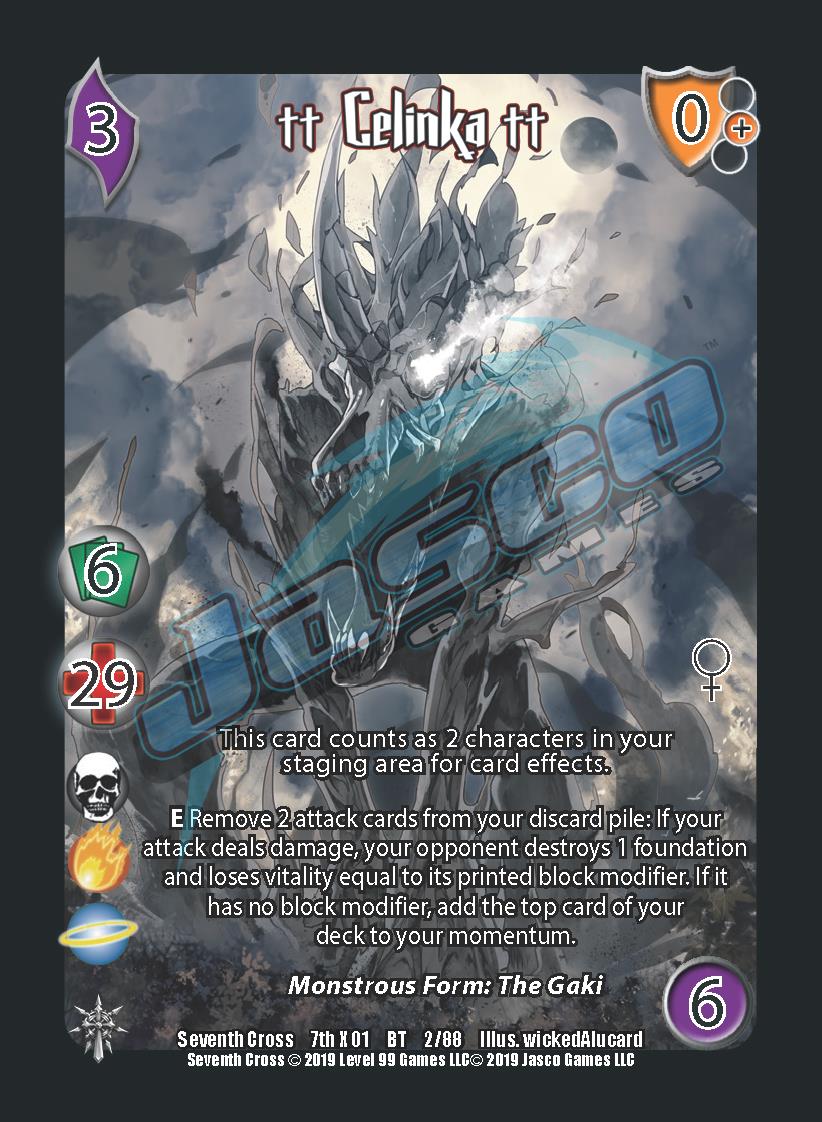 3
†† Celinka ††
0
+
JASCO
GAMES
TM
6
29
This card counts as 2 characters in your
staging area for card effects.
E Remove 2 attack cards from your discard pile: If your
attack deals damage, your opponent destroys 1 foundation
and loses vitality equal to its printed block modifier. If it
has no block modifier, add the top card of your
deck to your momentum.
Monstrous Form: The Gaki
6
Seventh Cross 7th X 01 BT 2/88 Illus. wickedAlucard
Seventh Cross © 2019 Level 99 Games LLC© 2019 Jasco Games LLC